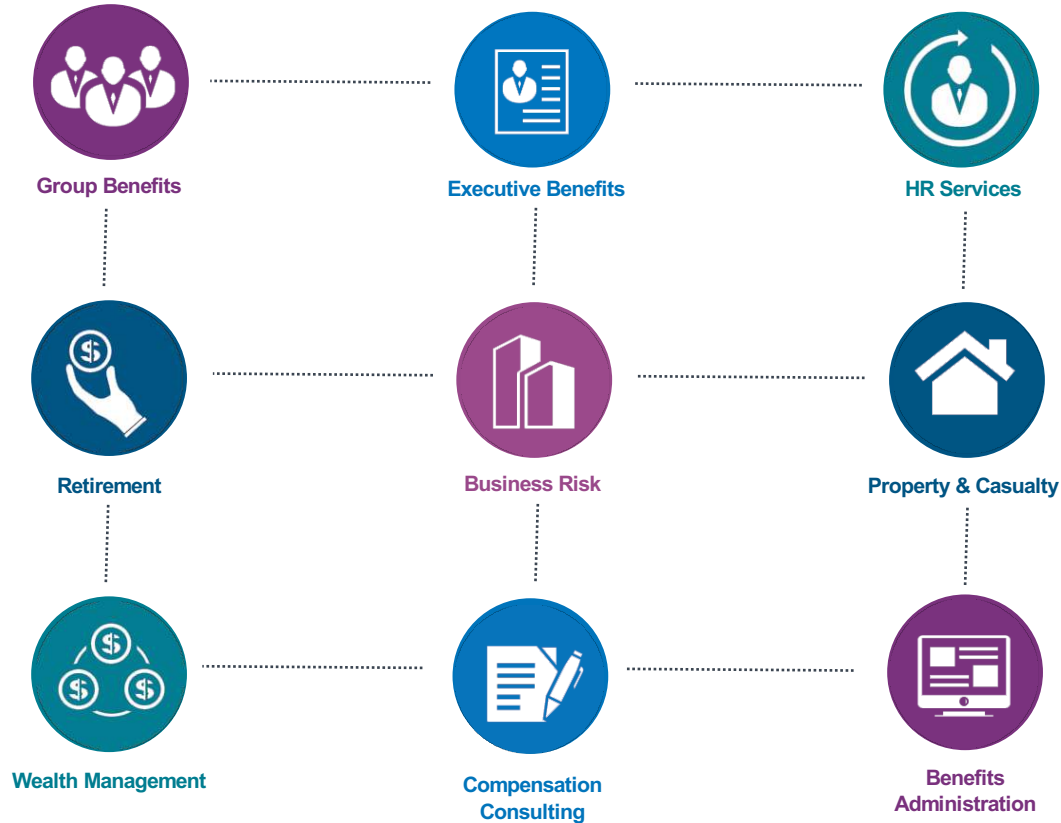 Group Benefits
Executive Benefits
HR Services
$
Retirement
Business Risk
Property & Casualty
$
$
$
Wealth Management
Compensation
Consulting
Benefits
Administration